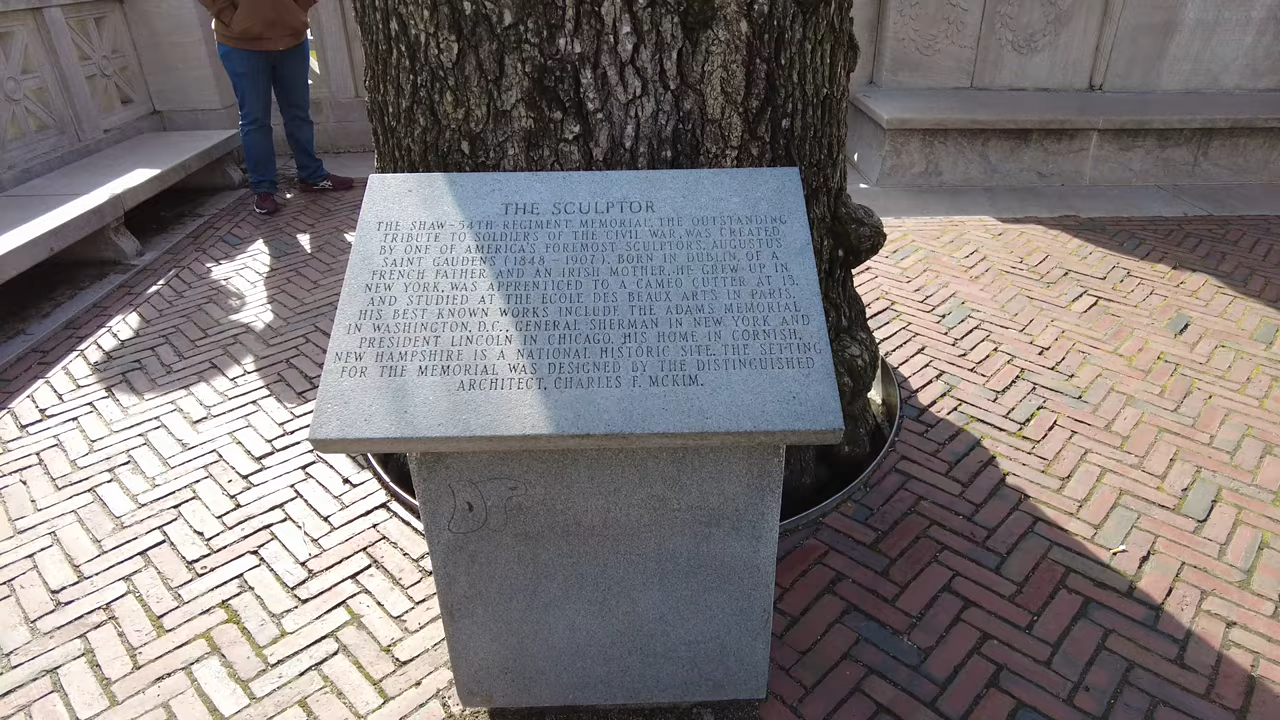 THE SCULPTOR
THE SHAW-54TH REGIMENT MEMORIAL, THE OUTSTANDING
TRIBUTE TO SOLDIERS OF THE CIVIL WAR, WAS CREATED
BY ONE OF AMERICA'S FOREMOST SCULPTORS, AUGUSTUS
SAINT GAUDENS (1848 - 1907). BORN IN DUBLIN, OF A
FRENCH FATHER AND AN IRISH MOTHER, HE GREW UP IN
NEW YORK, WAS APPRENTICED TO A CAMEO CUTTER AT 13,
AND STUDIED AT THE ECOLE DES BEAUX ARTS IN PARIS.
HIS BEST KNOWN WORKS INCLUDE THE ADAMS MEMORIAL
IN WASHINGTON, D.C., GENERAL SHERMAN IN NEW YORK AND
PRESIDENT LINCOLN IN CHICAGO. HIS HOME IN CORNISH,
NEW HAMPSHIRE IS A NATIONAL HISTORIC SITE. THE SETTING
FOR THE MEMORIAL WAS DESIGNED BY THE DISTINGUISHED
ARCHITECT, CHARLES F. MCKIM.